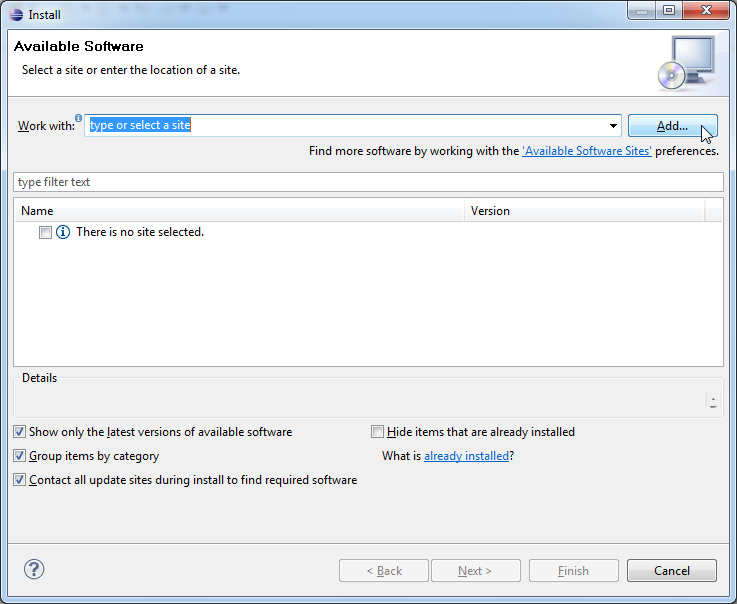 Install
Available Software
Select a site or enter the location of a site.
Work with: type or select a site Add...
Find more software by working with the 'Available Software Sites' preferences.
type filter text
Name Version
There is no site selected.
Details
Show only the latest versions of available software Hide items that are already installed
Group items by category What is already installed?
Contact all update sites during install to find required software
? < Back Next > Finish Cancel